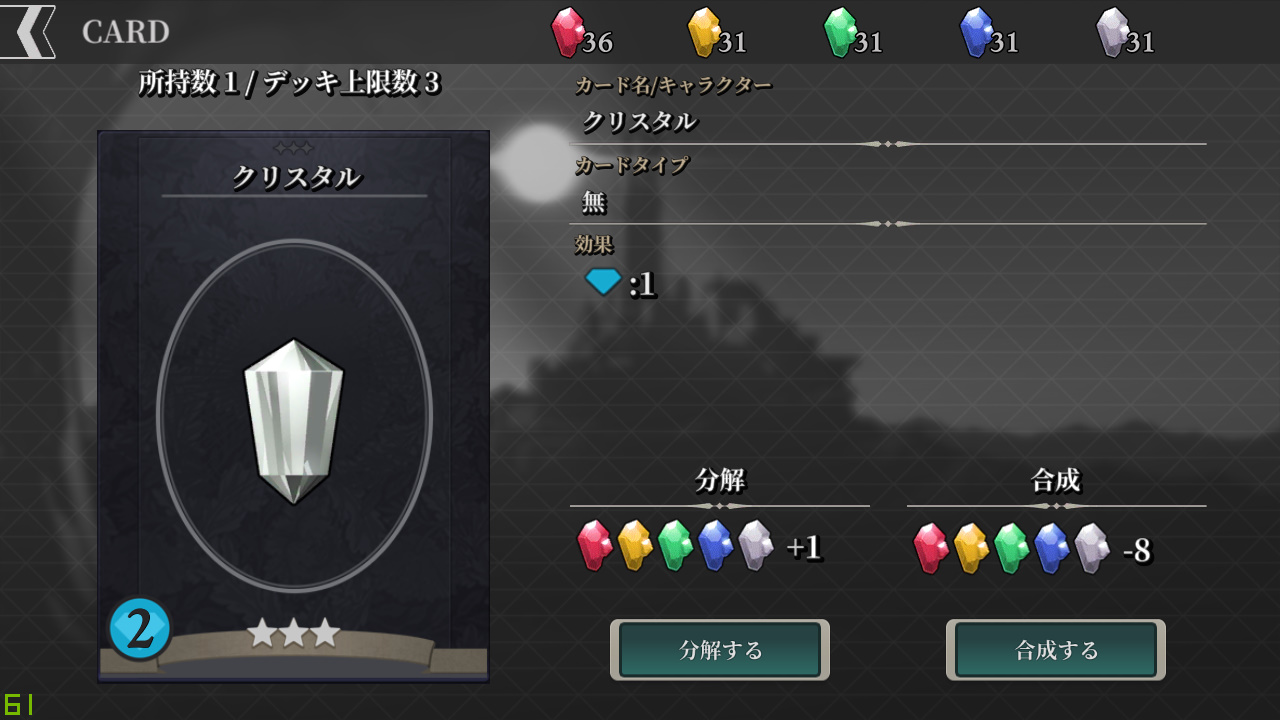 CARD
36
31
31
31
31
所持数 1 / デッキ上限数 3
カード名/キャラクター
クリスタル
カードタイプ
無
効果
:1
クリスタル
2
分解
合成
+1
-8
分解する
合成する
61